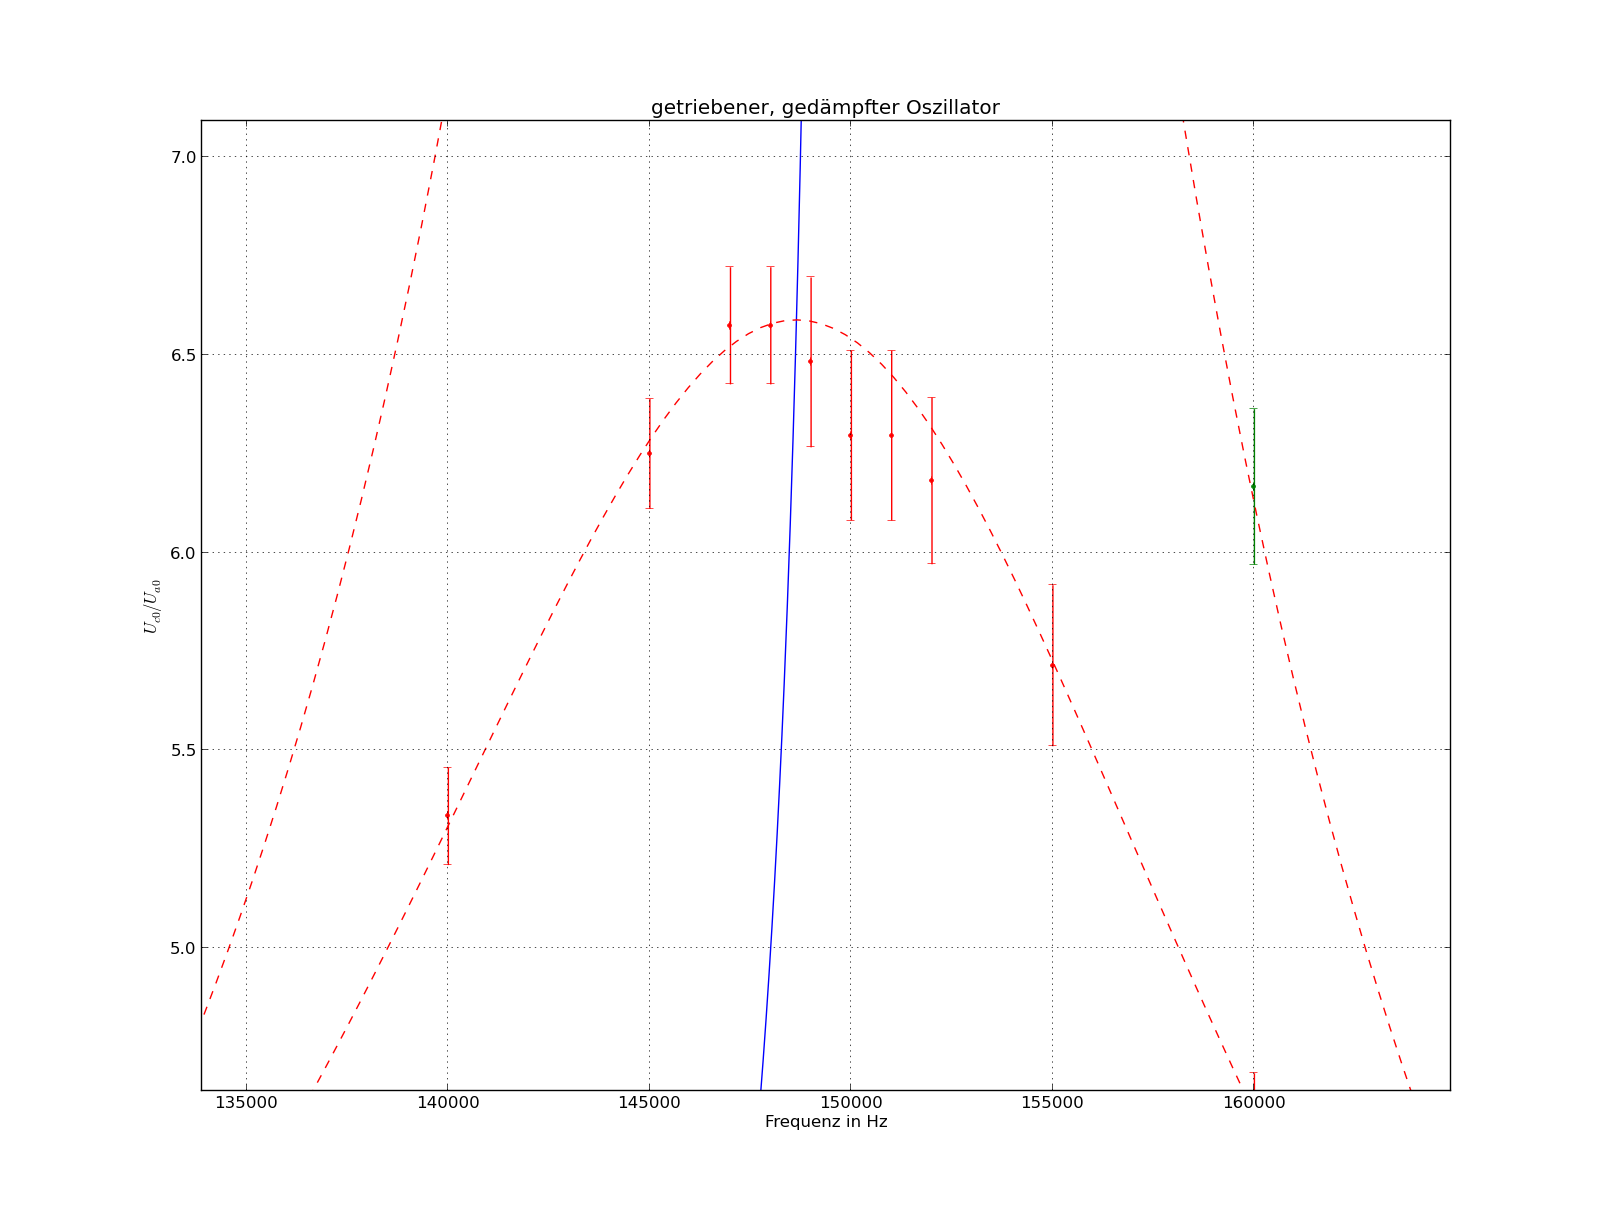 getriebener, gedämpfter Oszillator
7.0
6.5
6.0
5.5
5.0
U_{c0}/U_{a0}
135000 140000 145000 150000 155000 160000
Frequenz in Hz